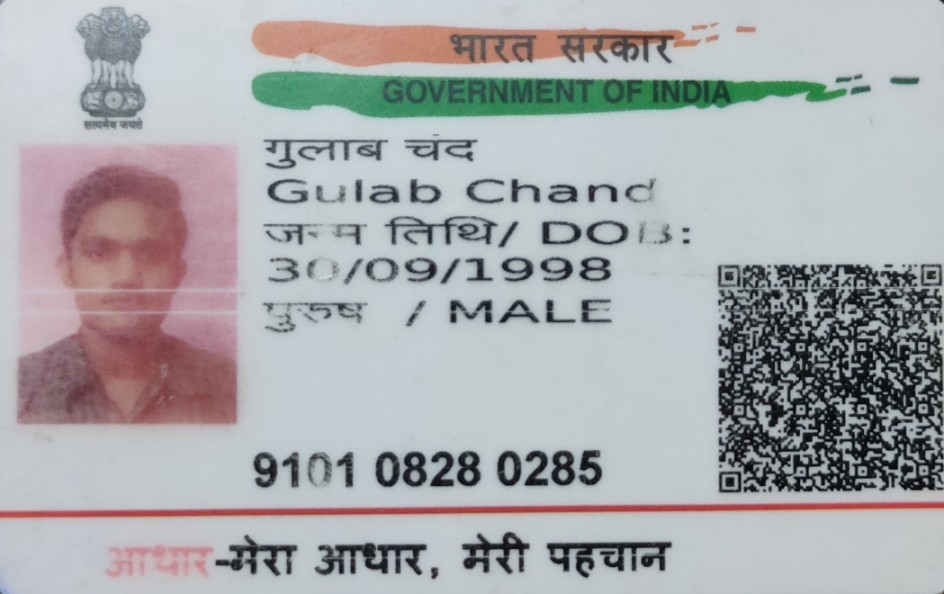 सत्यमेव जयते
भारत सरकार
GOVERNMENT OF INDIA
गुलाब चंद
Gulab Chand
जन्म तिथि/ DOB:
30/09/1998
पुरुष / MALE
9101 0828 0285
आधार-मेरा आधार, मेरी पहचान